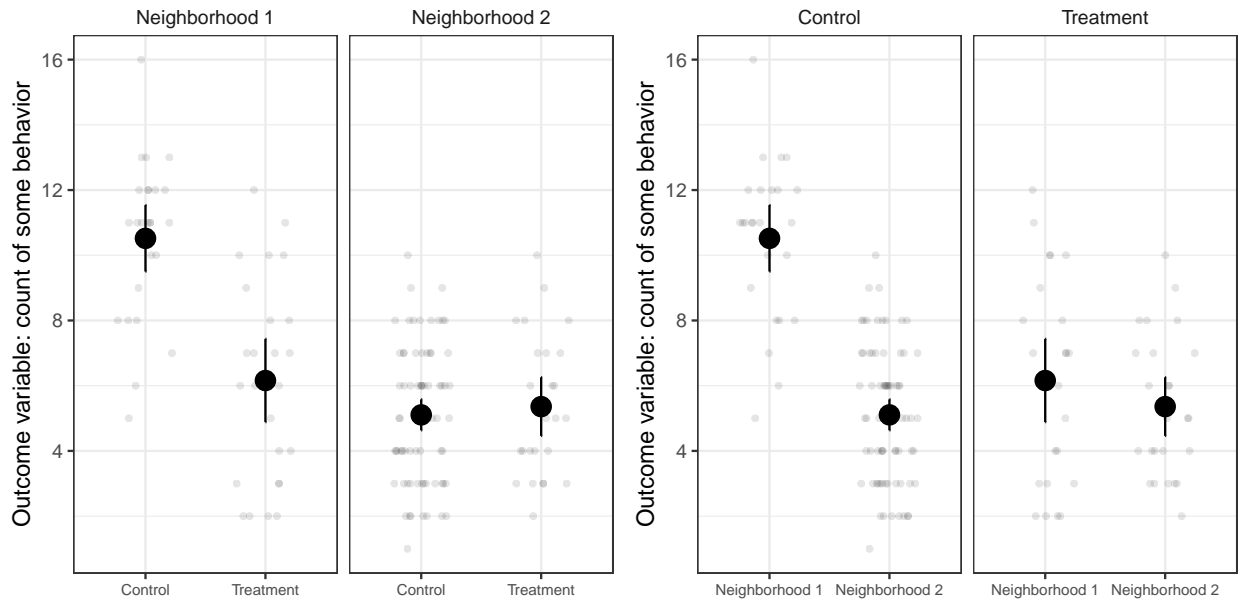 Neighborhood 1
Neighborhood 2
Outcome variable: count of some behavior
16
12
8
4
Control
Treatment
Control
Treatment
Control
Treatment
Outcome variable: count of some behavior
16
12
8
4
Neighborhood 1
Neighborhood 2
Neighborhood 1
Neighborhood 2